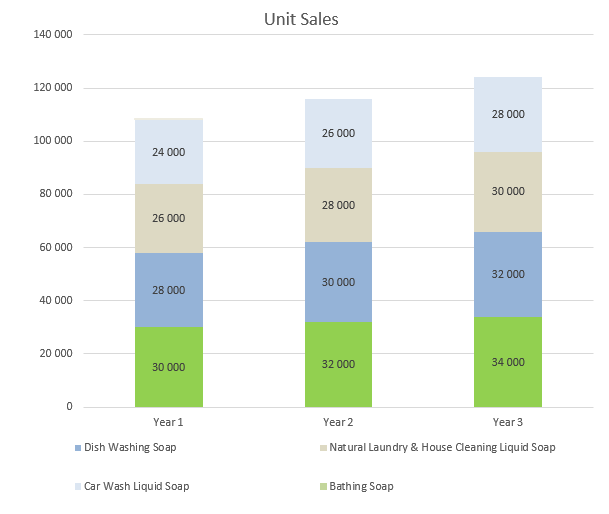 Unit Sales
140 000
120 000
100 000
80 000
60 000
40 000
20 000
0
24 000
26 000
28 000
30 000
26 000
28 000
30 000
32 000
28 000
30 000
32 000
34 000
Year 1
Year 2
Year 3
Dish Washing Soap
Natural Laundry & House Cleaning Liquid Soap
Car Wash Liquid Soap
Bathing Soap